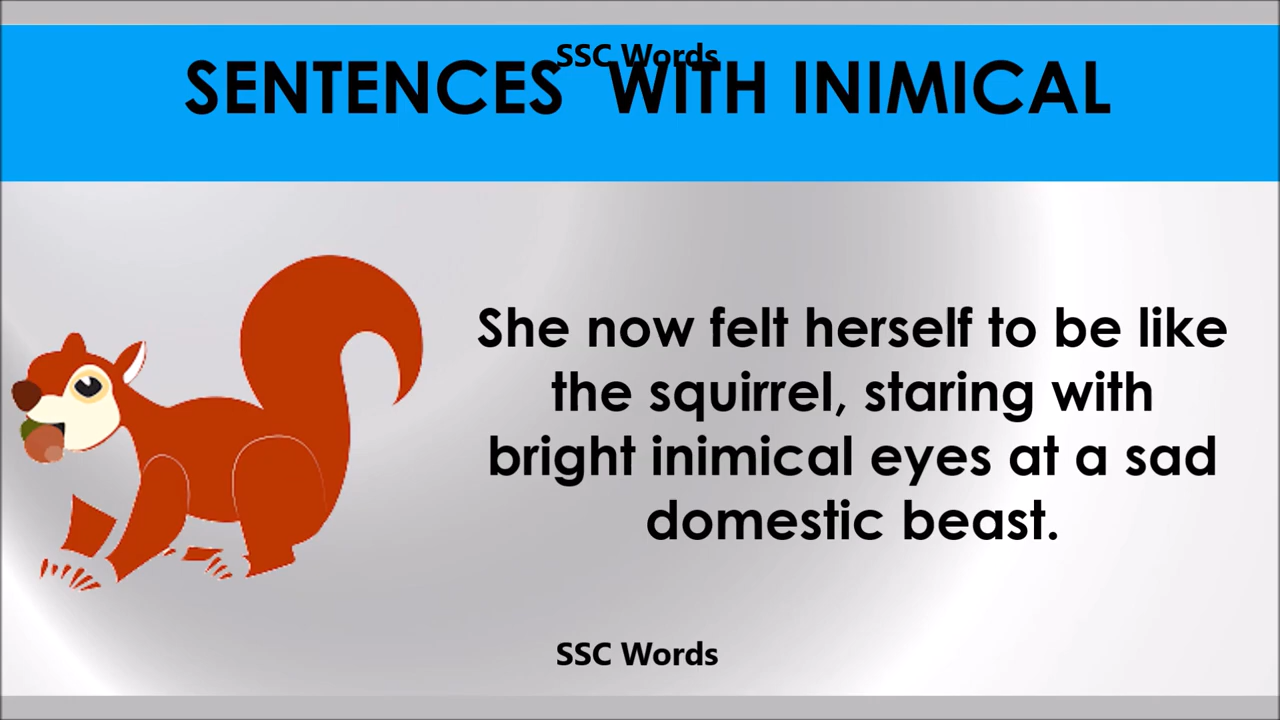 SSC Words
SENTENCES WITH INIMICAL
She now felt herself to be like
the squirrel, staring with
bright inimical eyes at a sad
domestic beast.
SSC Words